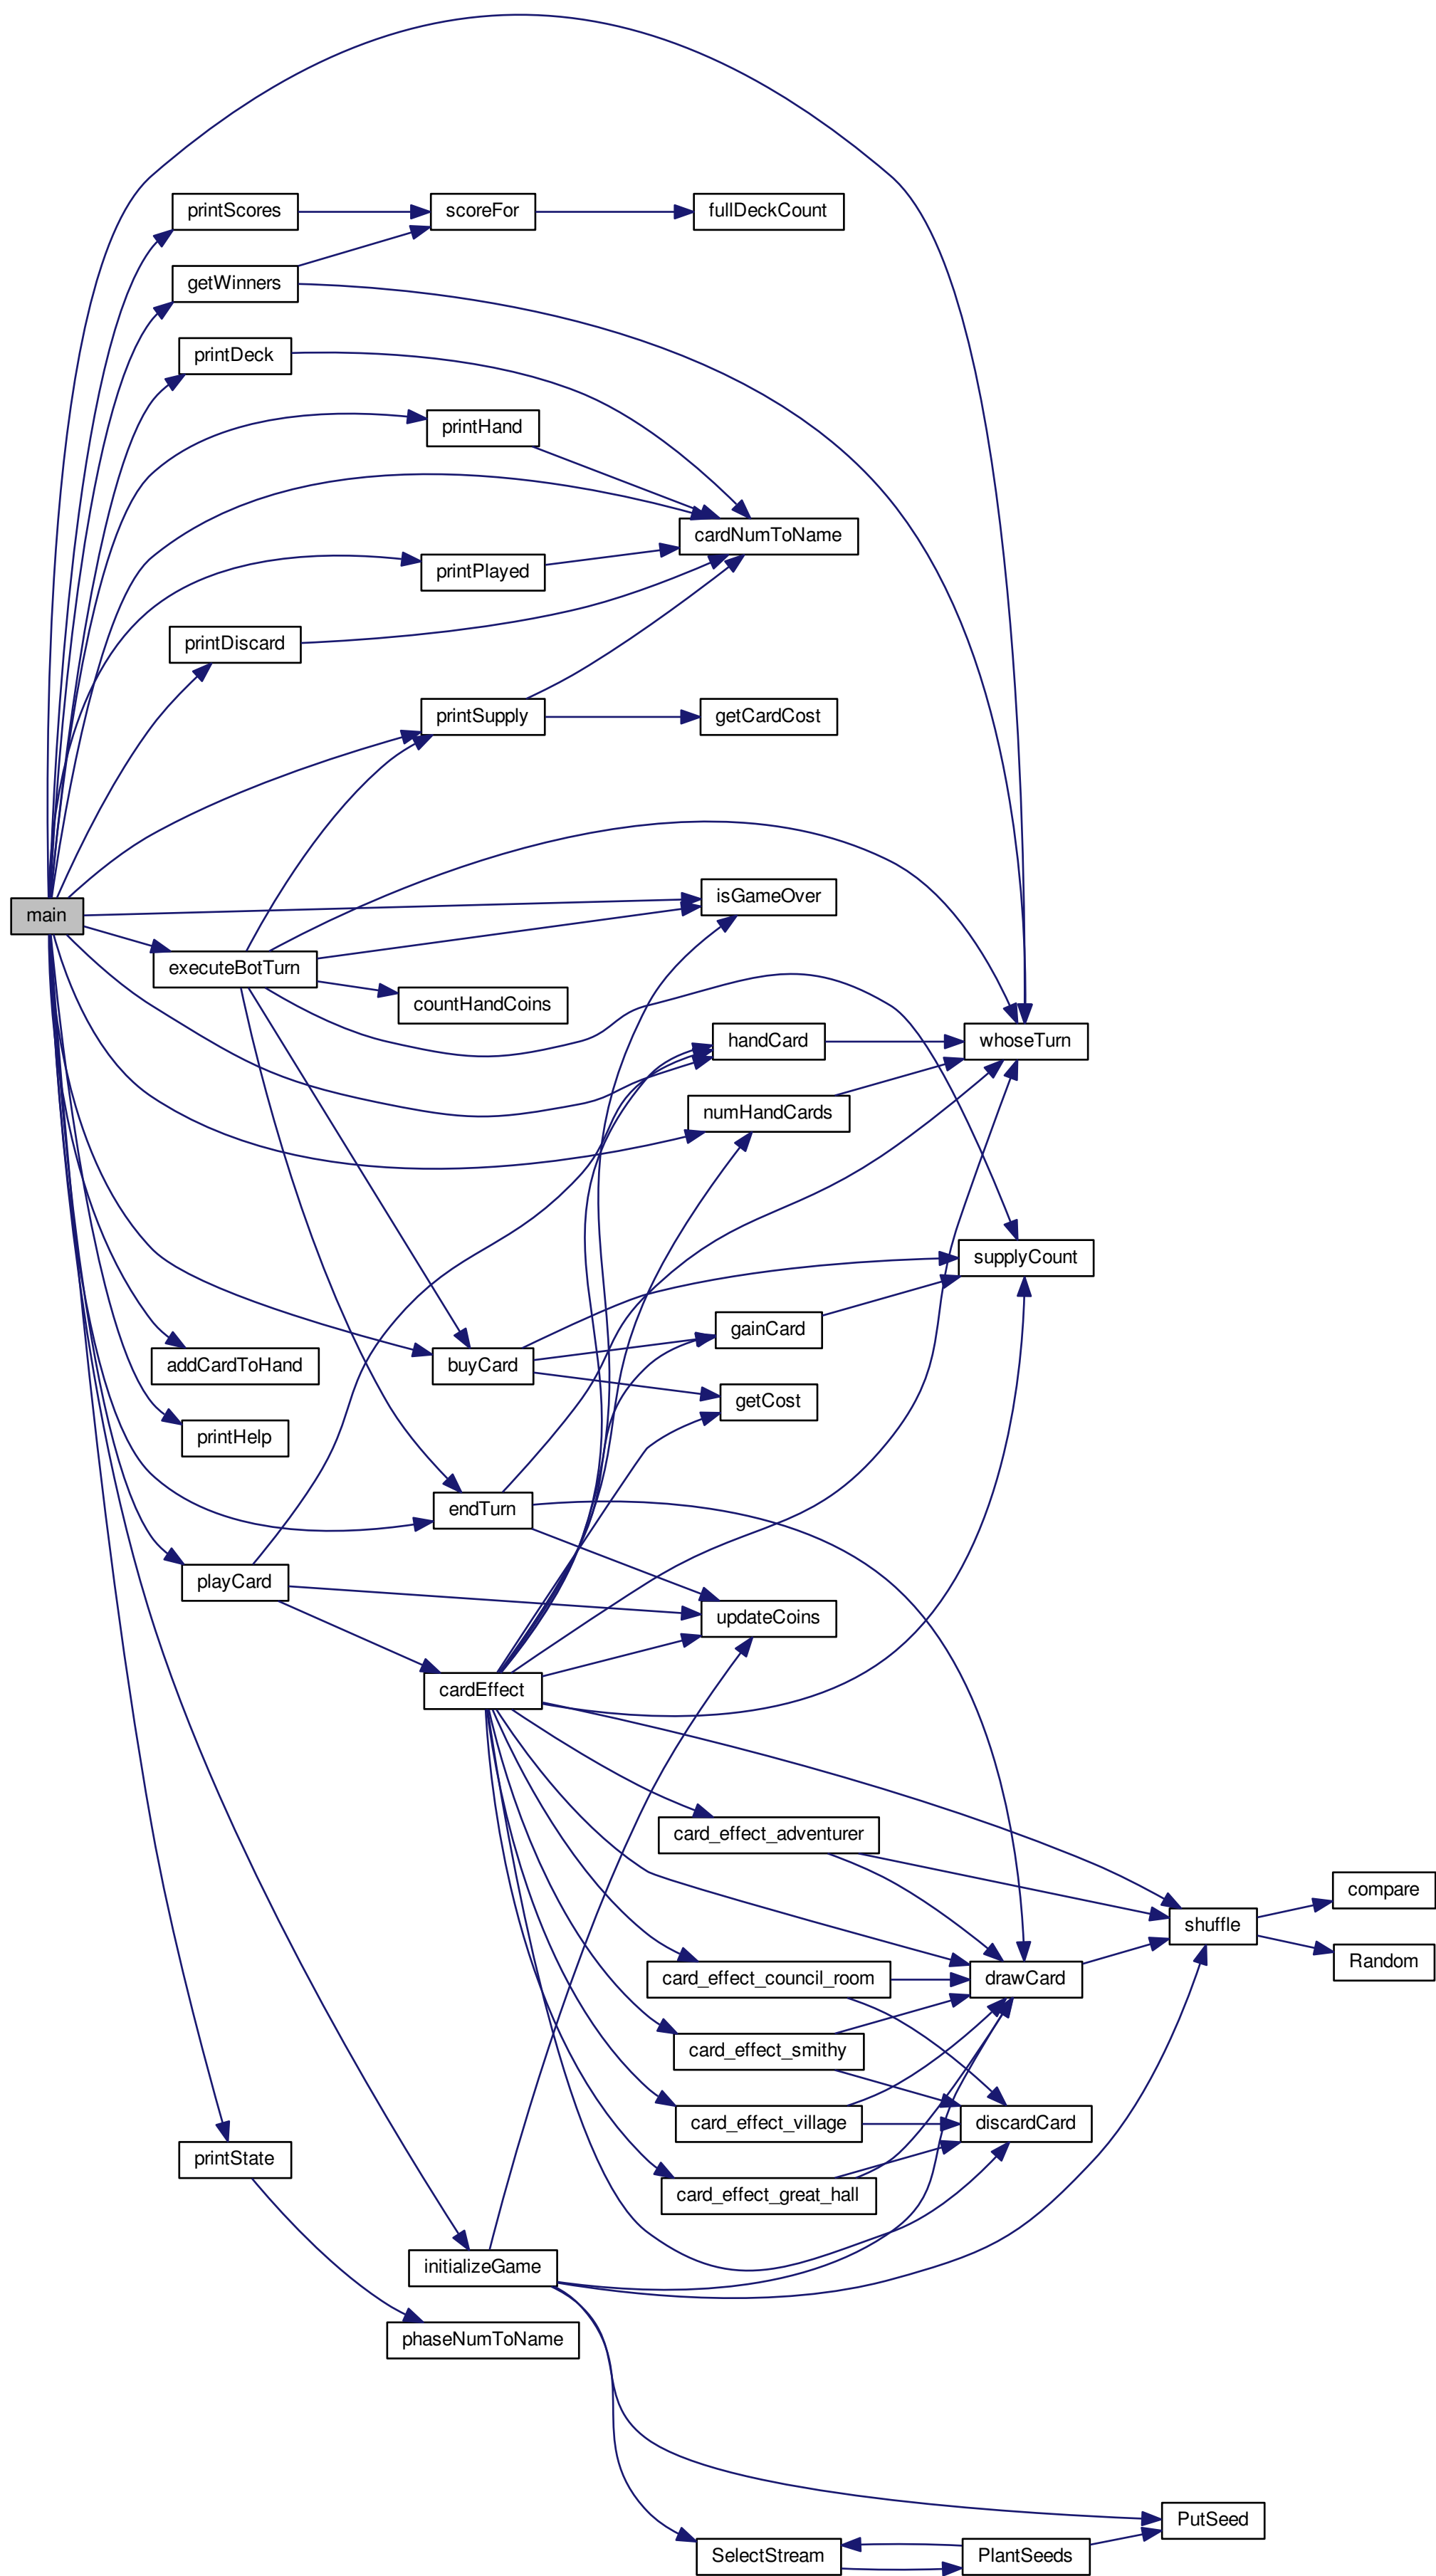 printScores
scoreFor
fullDeckCount
getWinners
printDeck
printHand
cardNumToName
printPlayed
printDiscard
printSupply
getCardCost
isGameOver
main
executeBotTurn
countHandCoins
handCard
whoseTurn
numHandCards
supplyCount
gainCard
addCardToHand
buyCard
getCost
printHelp
endTurn
playCard
updateCoins
cardEffect
card_effect_adventurer
compare
shuffle
Random
card_effect_council_room
drawCard
card_effect_smithy
card_effect_village
discardCard
printState
card_effect_great_hall
initializeGame
phaseNumToName
PutSeed
SelectStream
PlantSeeds